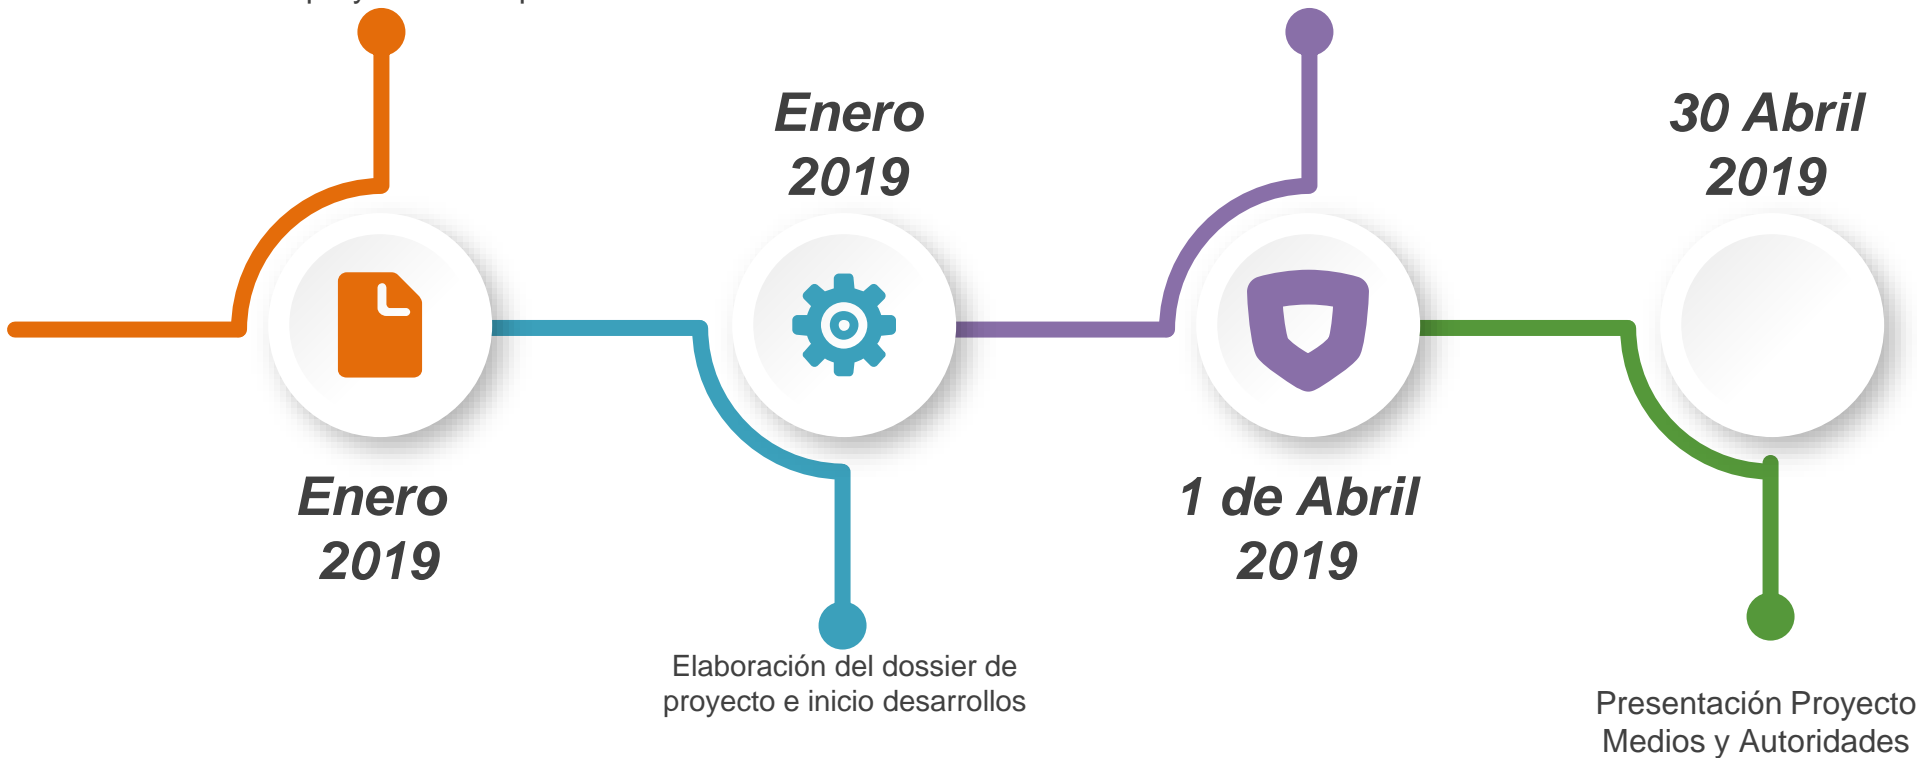 Enero
2019
30 Abril
2019
Enero
2019
1 de Abril
2019
Elaboración del dossier de
proyecto e inicio desarrollos
Presentación Proyecto
Medios y Autoridades